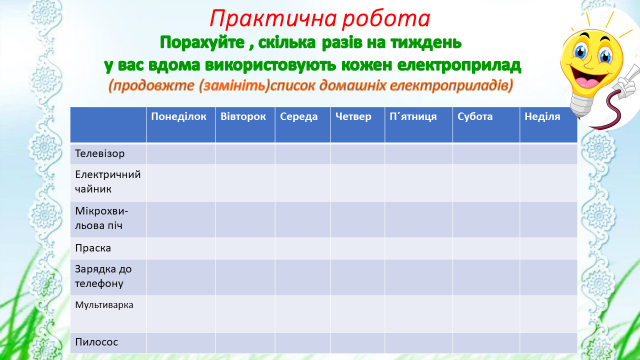 Практична робота
Порахуйте , скілька разів на тиждень
у вас вдома використовують кожен електроприлад
(продовжте (замініть)список домашніх електроприладів)
Понеділок Вівторок Середа Четвер П΄ятниця Субота Неділя
Телевізор
Електричний
чайник
Мікрохви-
льова піч
Праска
Зарядка до
телефону
Мультиварка
Пилосос